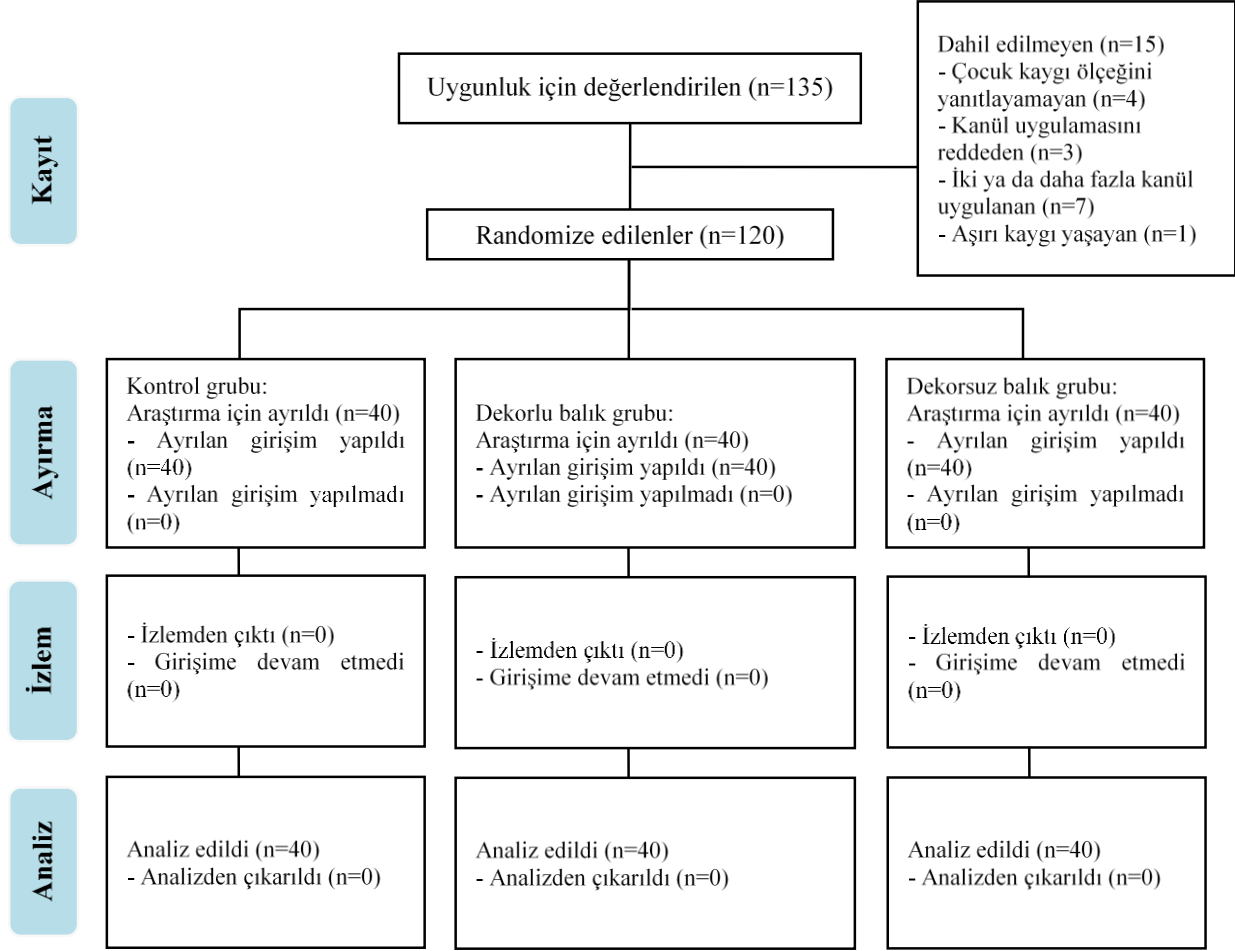 Kayıt
Uygunluk için değerlendirilen (n=135)
Dahil edilmeyen (n=15)
- Çocuk kaygı ölçeğini
yanıtlayamayan (n=4)
- Kanül uygulamasını
reddeden (n=3)
- İki ya da daha fazla kanül
uygulanan (n=7)
- Aşırı kaygı yaşayan (n=1)
Randomize edilenler (n=120)
Ayırma
Kontrol grubu:
Araştırma için ayrıldı (n=40)
- Ayrılan girişim yapıldı
(n=40)
- Ayrılan girişim yapılmadı
(n=0)
Dekorlu balık grubu:
Araştırma için ayrıldı (n=40)
- Ayrılan girişim yapıldı (n=40)
- Ayrılan girişim yapılmadı (n=0)
Dekorsuz balık grubu:
Araştırma için ayrıldı (n=40)
- Ayrılan girişim yapıldı
(n=40)
- Ayrılan girişim yapılmadı
(n=0)
İzlem
- İzlemden çıktı (n=0)
- Girişime devam etmedi
(n=0)
- İzlemden çıktı (n=0)
- Girişime devam etmedi (n=0)
- İzlemden çıktı (n=0)
- Girişime devam etmedi
(n=0)
Analiz
Analiz edildi (n=40)
- Analizden çıkarıldı (n=0)
Analiz edildi (n=40)
- Analizden çıkarıldı (n=0)
Analiz edildi (n=40)
- Analizden çıkarıldı (n=0)